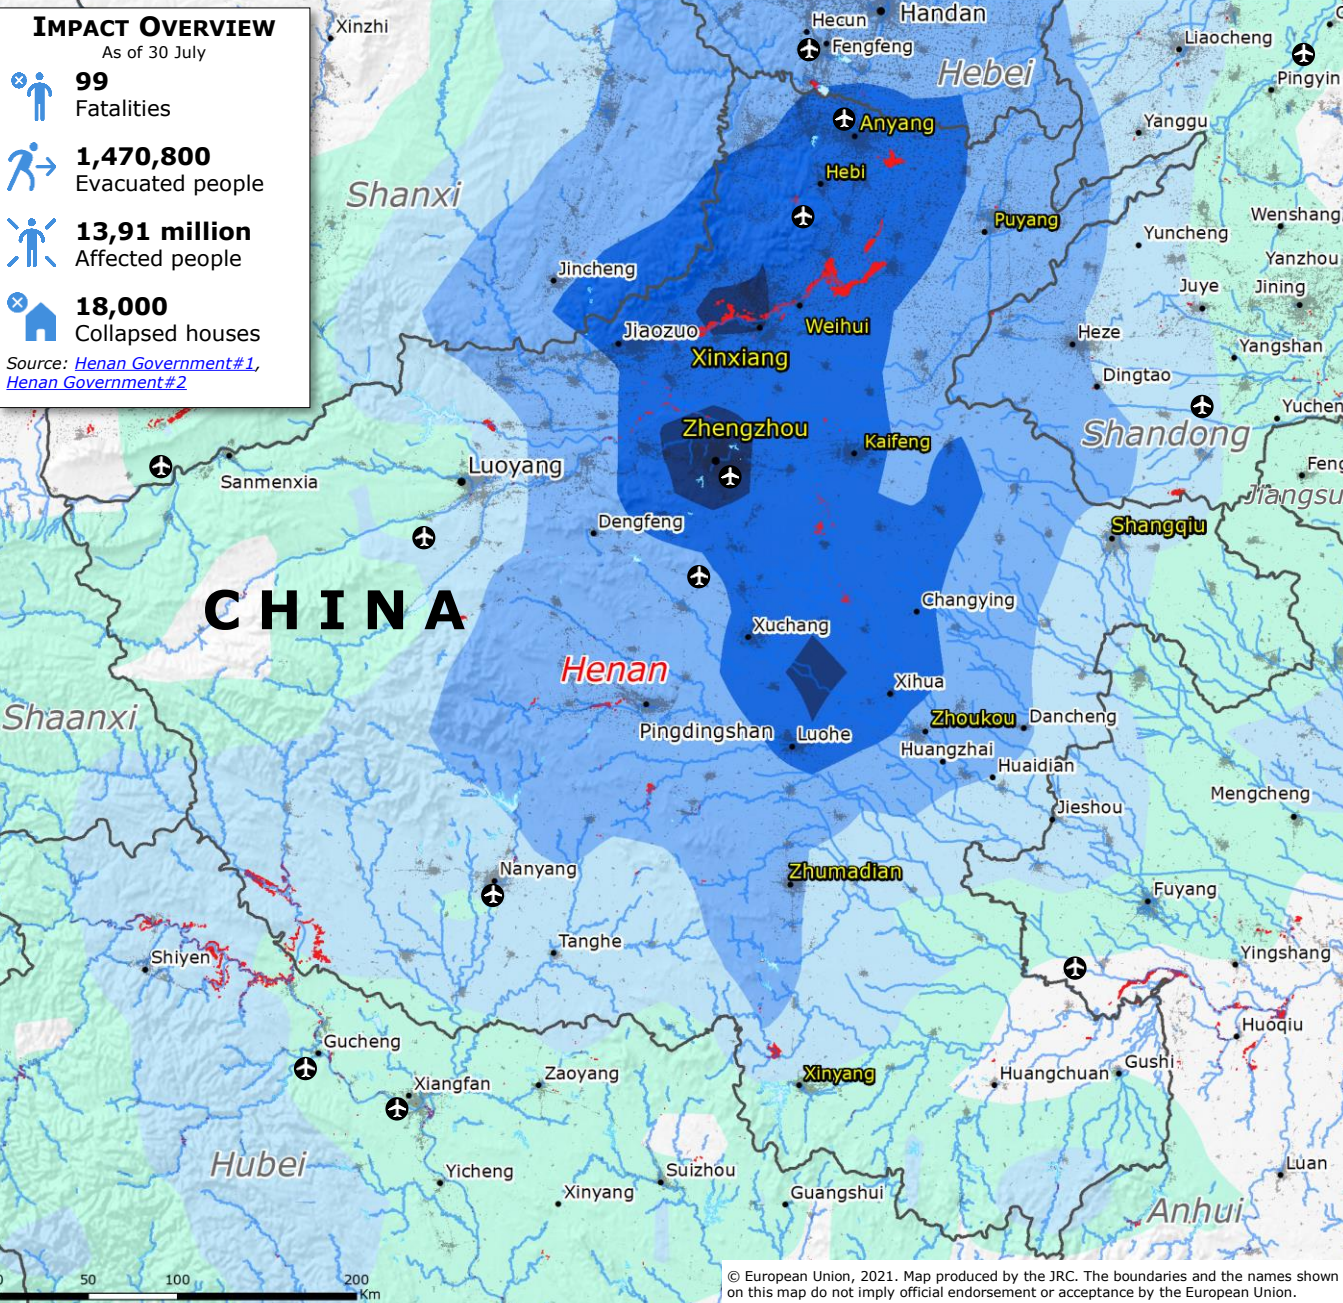 IMPACT OVERVIEW
As of 30 July
99
Fatalities
1,470,800
Evacuated people
13,91 million
Affected people
18,000
Collapsed houses
Source: Henan Government#1,
Henan Government#2
Xinzhi
Hecun
Handan
Fengfeng
Hebei
Liaocheng
Pingyin
Anyang
Yanggu
Hebi
Shanxi
Puyang
Wenshang
Yuncheng
Yanzhou
Jincheng
Juye
Jining
Jiaozuo
Weihui
Heze
Xinxiang
Yangshan
Dingtao
Yuchen
Zhengzhou
Kaifeng
Shandong
Luoyang
Sanmenxia
Feng
Jiangsu
Dengfeng
Shangqiu
CHINA
Changying
Xuchang
Henan
Xihua
Shaanxi
Zhoukou
Dancheng
Pingdingshan
Luohe
Huangzhai
Huaidian
Mengcheng
Jieshou
Nanyang
Zhumadian
Fuyang
Tanghe
Shiyen
Yingshang
Huoqiu
Gucheng
Gushi
Xiangfan
Zaoyang
Xinyang
Huangchuan
Hubei
Yicheng
Suizhou
Luan
Xinyang
Guangshui
Anhui
0 50 100 200
Km
© European Union, 2021. Map produced by the JRC. The boundaries and the names shown
on this map do not imply official endorsement or acceptance by the European Union.